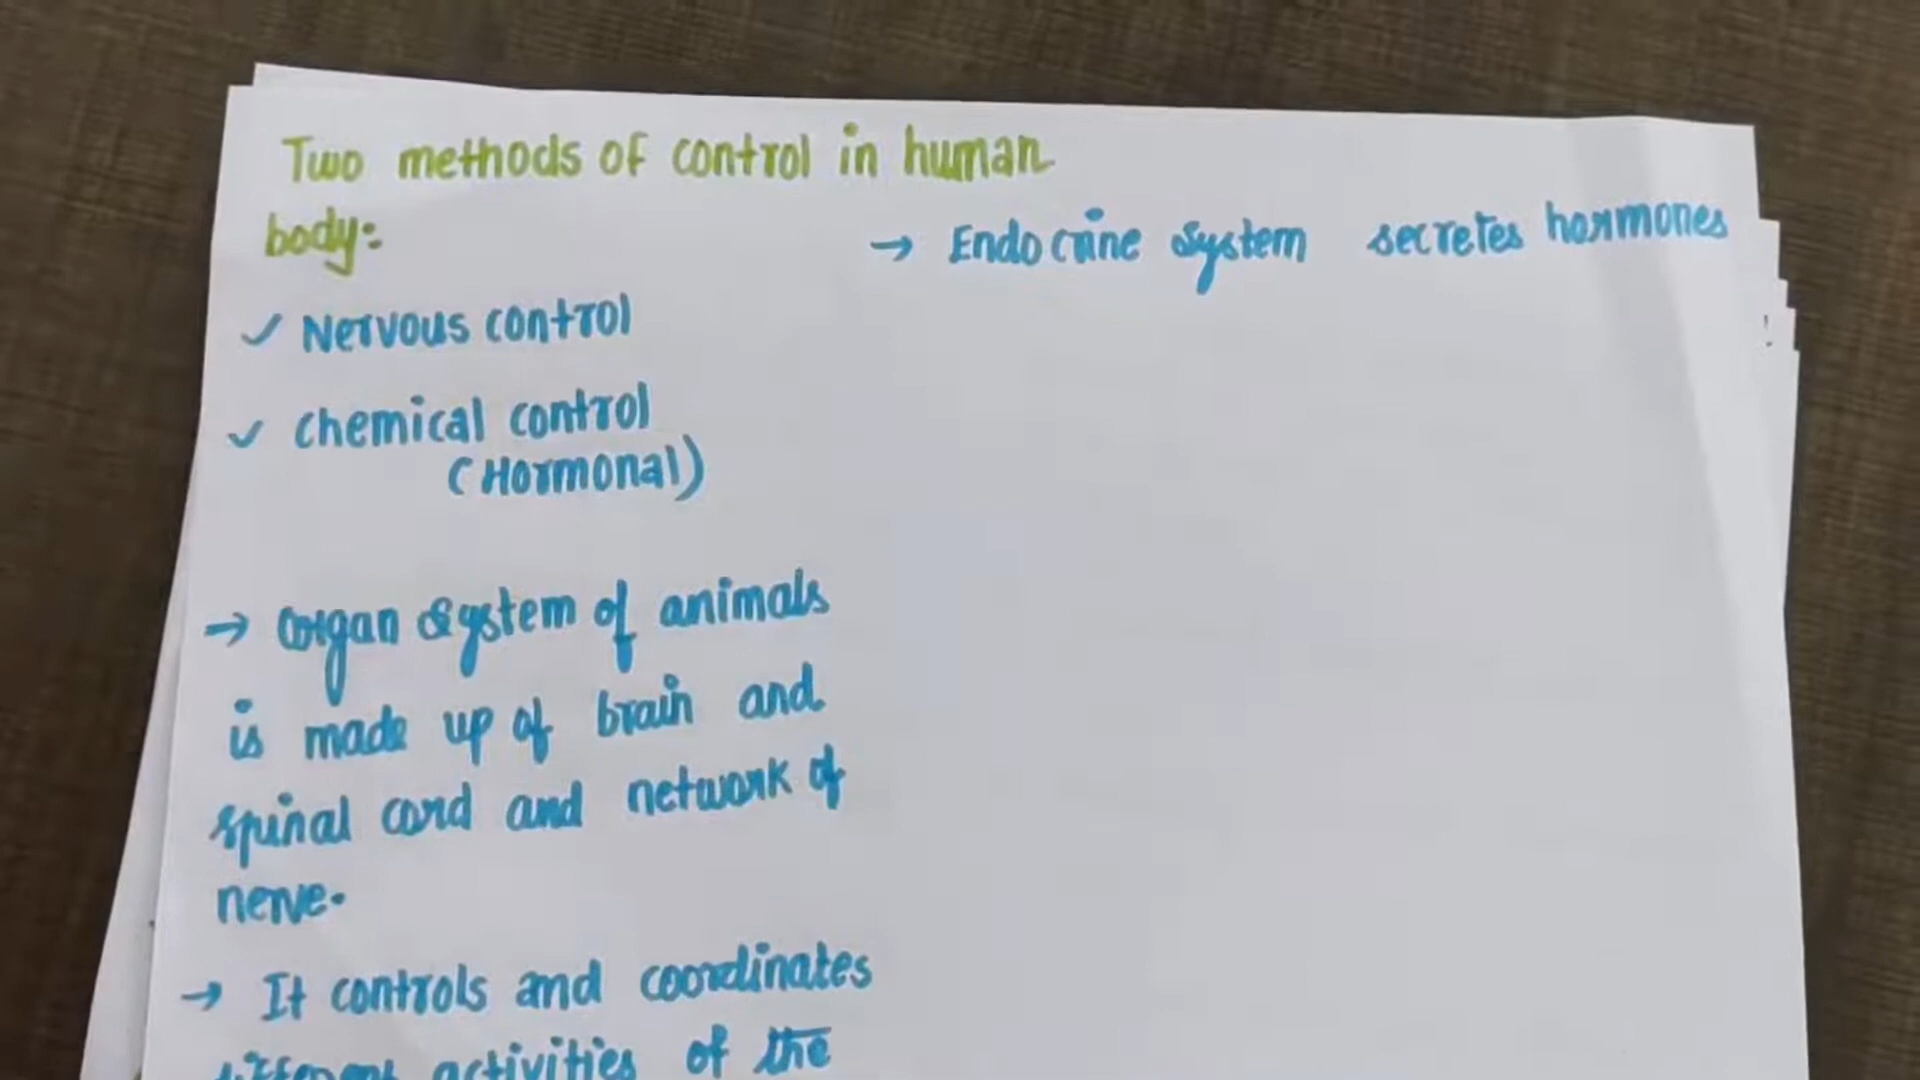 Two methods of control in human
body:
✓ Nervous control
✓ Chemical control
(Hormonal)
→ Organ system of animals
is made up of brain and
spinal cord and network of
nerve.
→ It controls and coordinates
different activities of the
→ Endocrine system secretes hormones